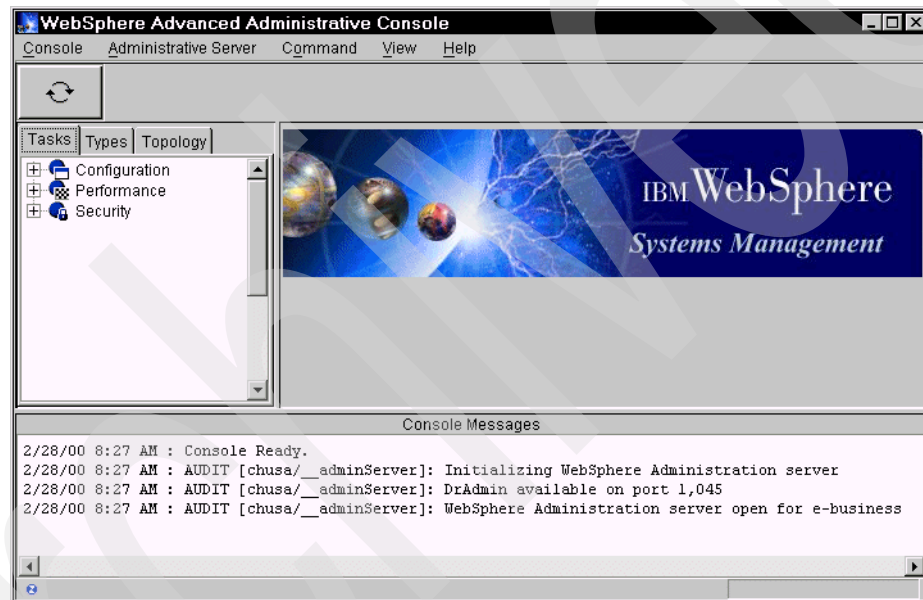 WebSphere Advanced Administrative Console
Console Administrative Server Command View Help
Tasks Types Topology
Configuration
Performance
Security
IBM WebSphere
Systems Management
Console Messages
2/28/00 8:27 AM : Console Ready.
2/28/00 8:27 AM : AUDIT [chusa/__adminServer]: Initializing WebSphere Administration server
2/28/00 8:27 AM : AUDIT [chusa/__adminServer]: DrAdmin available on port 1,045
2/28/00 8:27 AM : AUDIT [chusa/__adminServer]: WebSphere Administration server open for e-business